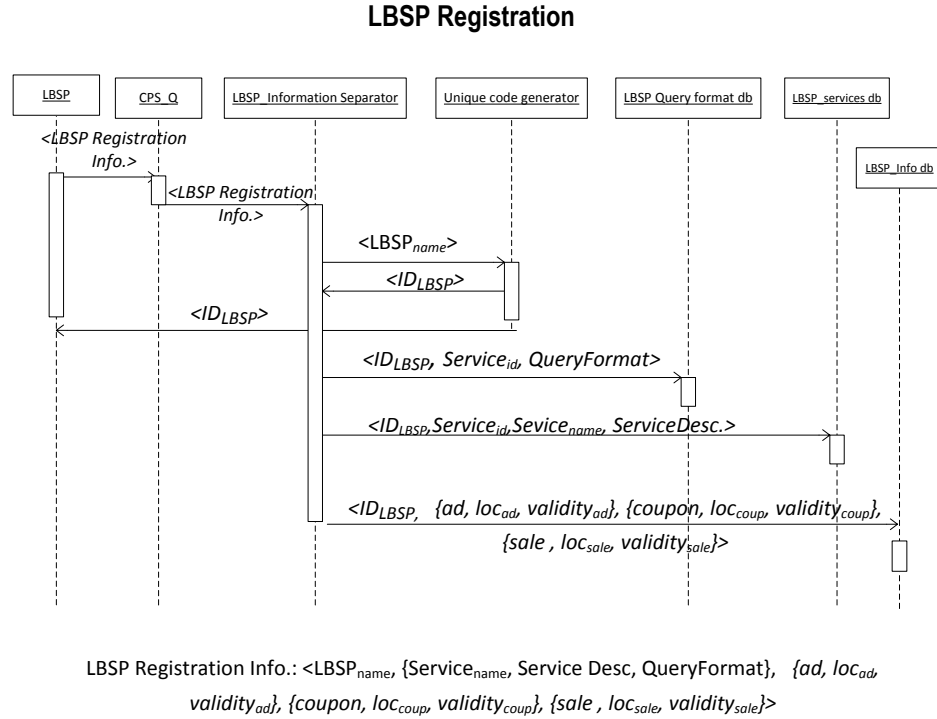 LBSP Registration
LBSP
CPS_Q
LBSP_Information Separator
Unique code generator
LBSP Query format db
LBSP_services db
LBSP_Info db
<LBSP Registration
Info.>
<LBSP Registration
Info.>
<LBSPname>
<IDLBSP>
<IDLBSP>
<IDLBSP, Serviceid, QueryFormat>
<IDLBSP,Serviceid,Sevicename, ServiceDesc.>
<IDLBSP, {ad, locad, validityad}, {coupon, loccoup, validitycoup},
{sale , locsale, validitysale}>
LBSP Registration Info.: <LBSPname, {Servicename, Service Desc, QueryFormat}, {ad, locad,
validityad}, {coupon, loccoup, validitycoup}, {sale , locsale, validitysale}>